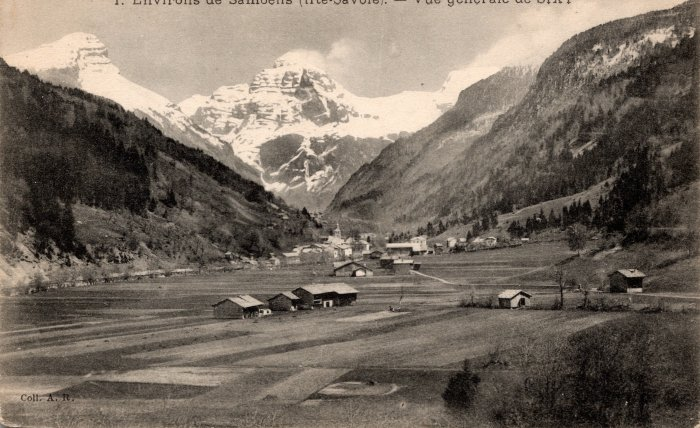 1. Environs de Samoëns (Hte-Savoie). — Vue générale de SIXT
Coll. A. R.